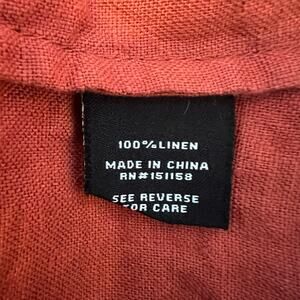 100% LINEN
MADE IN CHINA
RN#151158
SEE REVERSE
FOR CARE